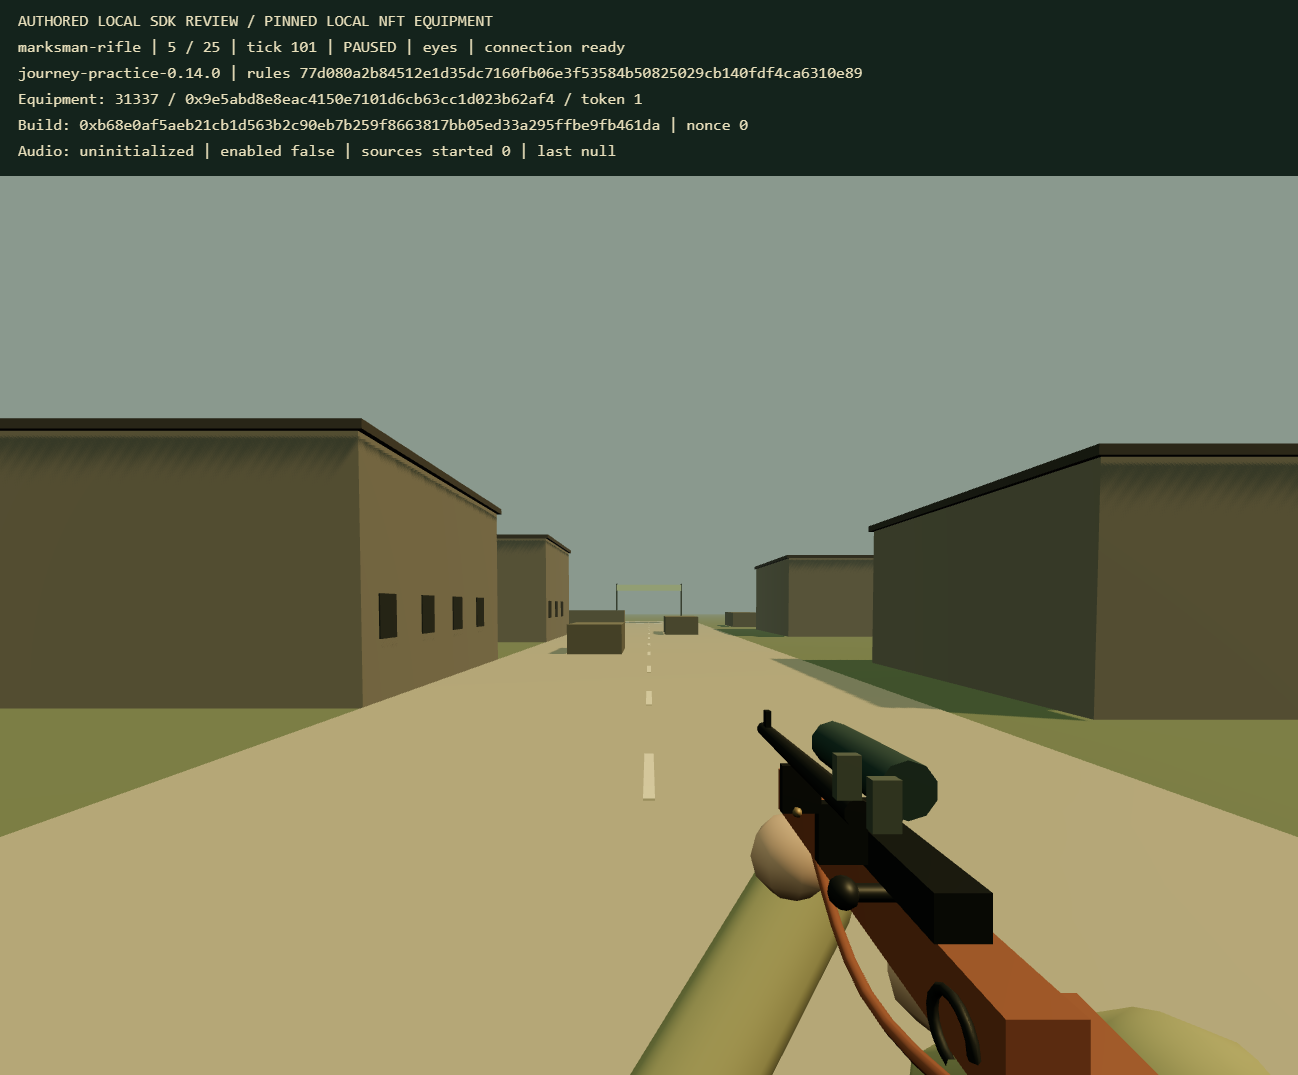 AUTHORED LOCAL SDK REVIEW / PINNED LOCAL NFT EQUIPMENT
marksman-rifle | 5 / 25 | tick 101 | PAUSED | eyes | connection ready
journey-practice-0.14.0 | rules 77d080a2b84512e1d35dc7160fb06e3f53584b50825029cb140fdf4ca6310e89
Equipment: 31337 / 0x9e5abd8e8eac4150e7101d6cb63cc1d023b62af4 / token 1
Build: 0xb68e0af5aeb21cb1d563b2c90eb7b259f8663817bb05ed33a295ffbe9fb461da | nonce 0
Audio: uninitialized | enabled false | sources started 0 | last null